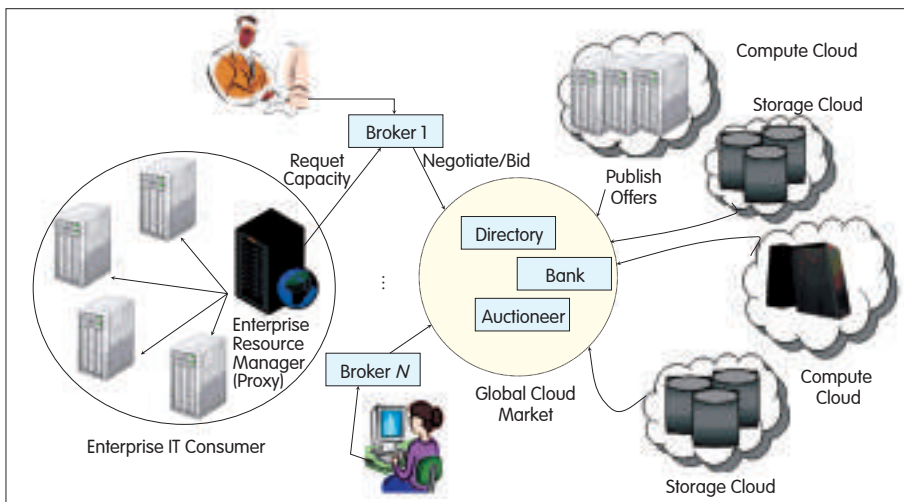 Compute Cloud
Storage Cloud
Broker 1
Requet
Capacity
Negotiate/Bid
Publish
Offers
Directory
Bank
Auctioneer
Enterprise
Resource
Manager
(Proxy)
Broker N
Global Cloud
Market
Compute
Cloud
Enterprise IT Consumer
Storage Cloud